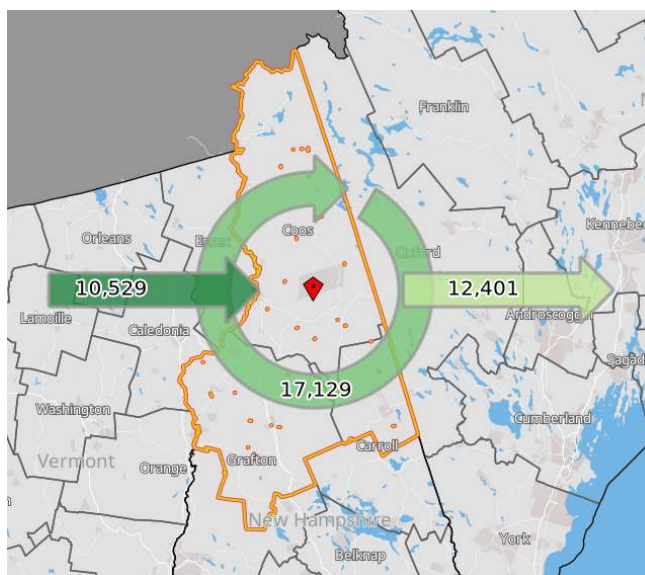 Franklin
Kennebec
Orleans
Essex
Coos
Oxford
10,529
12,401
Lamoille
Androscogg
Caledonia
Sagad
17,129
Washington
Cumberland
Vermont
Orange
Grafton
Carroll
New Hampshire
York
Belknap